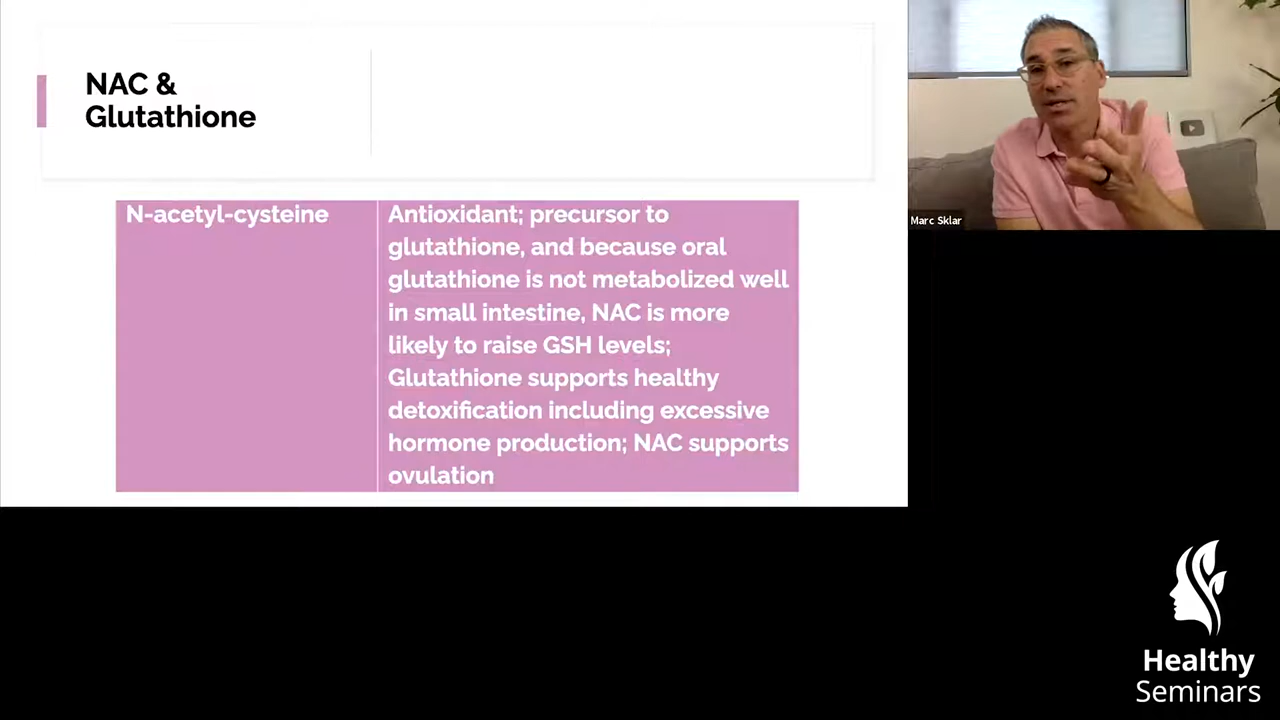 NAC &
Glutathione
N-acetyl-cysteine
Antioxidant; precursor to
glutathione, and because oral
glutathione is not metabolized well
in small intestine, NAC is more
likely to raise GSH levels;
Glutathione supports healthy
detoxification including excessive
hormone production; NAC supports
ovulation
Marc Sklar
Healthy
Seminars